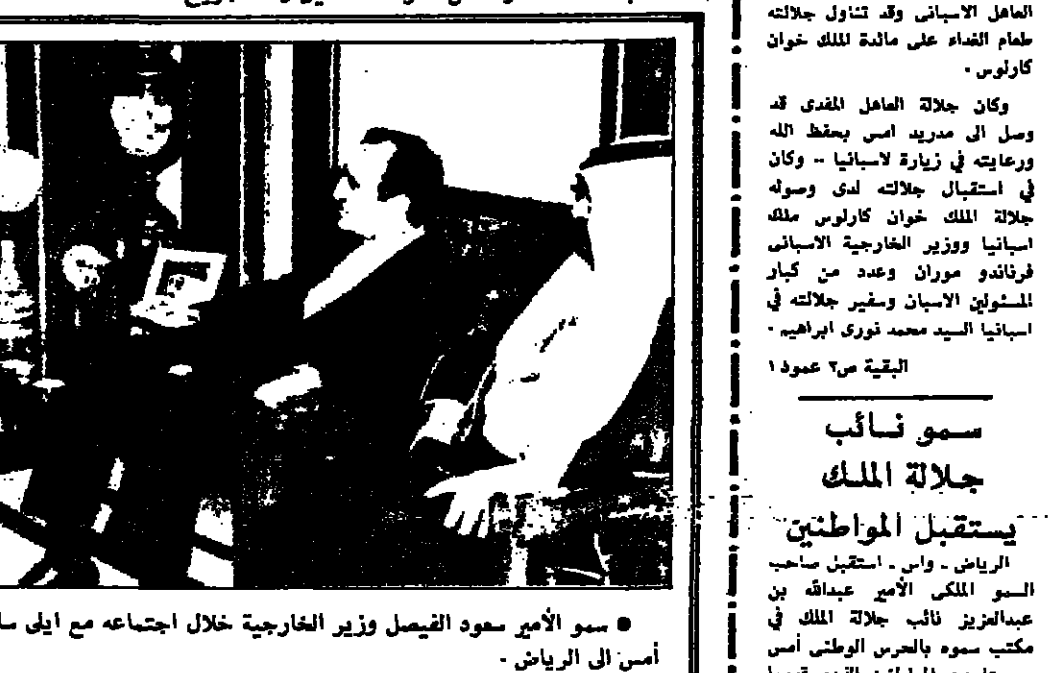 العاهل الاسبانى وقد تناول جلالته
طعام الغداء على مائدة الملك خوان
كارلوس ٠
وكان جلالة العاهل المفدى قد
وصل الى مدريد امس بحفظ الله
ورعايته في زيارة لاسبانيا -- وكان
في استقبال جلالته لدى وصوله
جلالة الملك خوان كارلوس ملك
اسبانيا ووزير الخارجية الاسبانى
فرناندو موران وعدد من كبار
المسئولين الاسبان وسفير جلالته في
اسبانيا السيد محمد نورى ابراهيم ٠
البقية ص٢ عمود ١
سمو نائب
جلالة الملك
يستقبل المواطنين
الرياض ـ واس ـ استقبل صاحب
السمو الملكى الأمير عبدالله بن
عبدالعزيز نائب جلالة الملك في
مكتب سموه بالحرس الوطنى أمس
● سمو الأمير سعود الفيصل وزير الخارجية خلال اجتماعه مع ايلى سا
أمس الى الرياض ٠